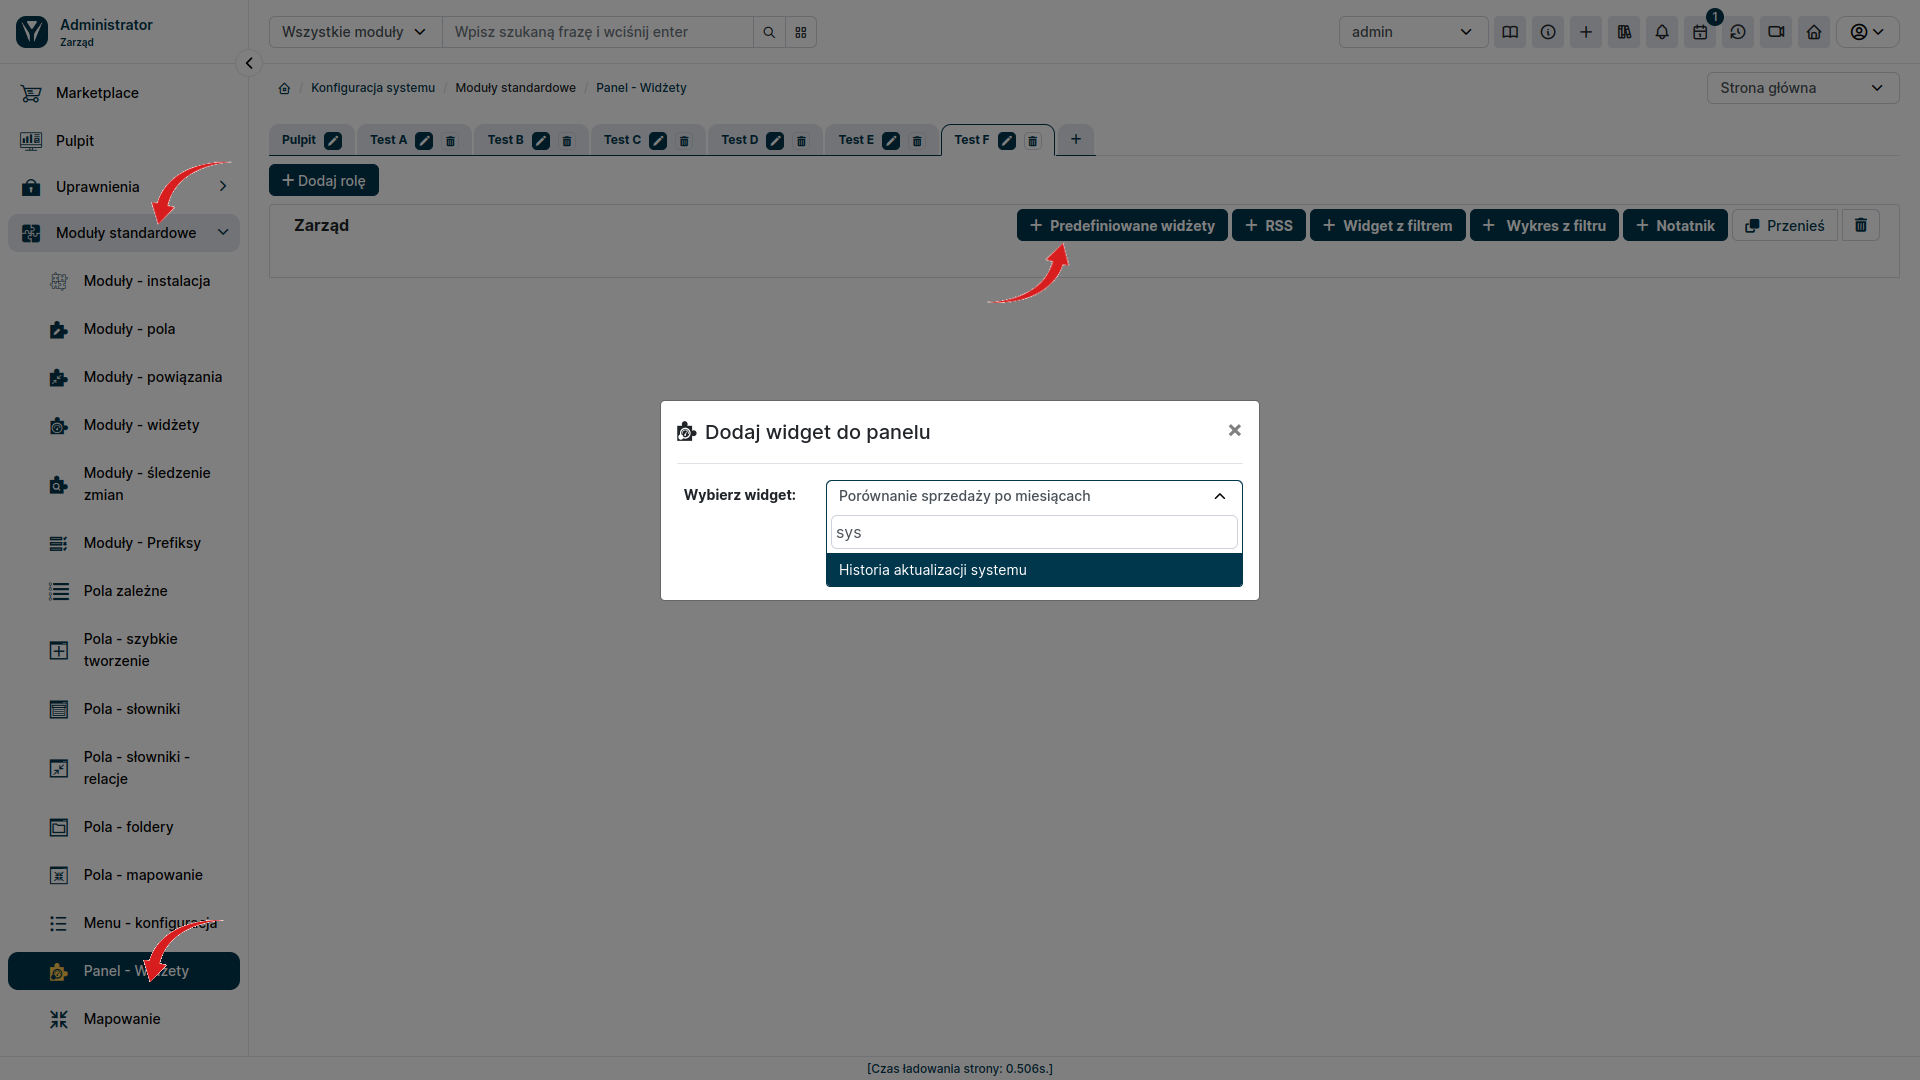 Administrator
Zarząd
Wszystkie moduły
Wpisz szukaną frazę i wciśnij enter
admin
1
Marketplace
Pulpit
Uprawnienia
Moduły standardowe
Moduły - instalacja
Moduły - pola
Moduły - powiązania
Moduły - widżety
Moduły - śledzenie
zmian
Moduły - Prefiksy
Pola zależne
Pola - szybkie
tworzenie
Pola - słowniki
Pola - słowniki -
relacje
Pola - foldery
Pola - mapowanie
Menu - konfiguracja
Panel - Widżety
Mapowanie
/ Konfiguracja systemu / Moduły standardowe / Panel - Widżety
Strona główna
Pulpit Test A Test B Test C Test D Test E Test F +
+ Dodaj rolę
Zarząd
+ Predefiniowane widżety + RSS + Widget z filtrem + Wykres z filtru + Notatnik Przenieś
Dodaj widget do panelu ×
Wybierz widget:
Porównanie sprzedaży po miesiącach
sys
Historia aktualizacji systemu
[Czas ładowania strony: 0.506s.]